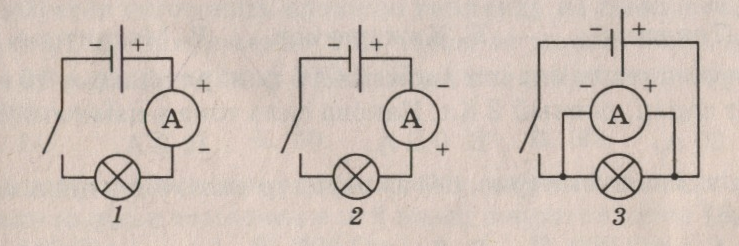 − + − + − +
+ − − +
A A A
− +
1 2 3